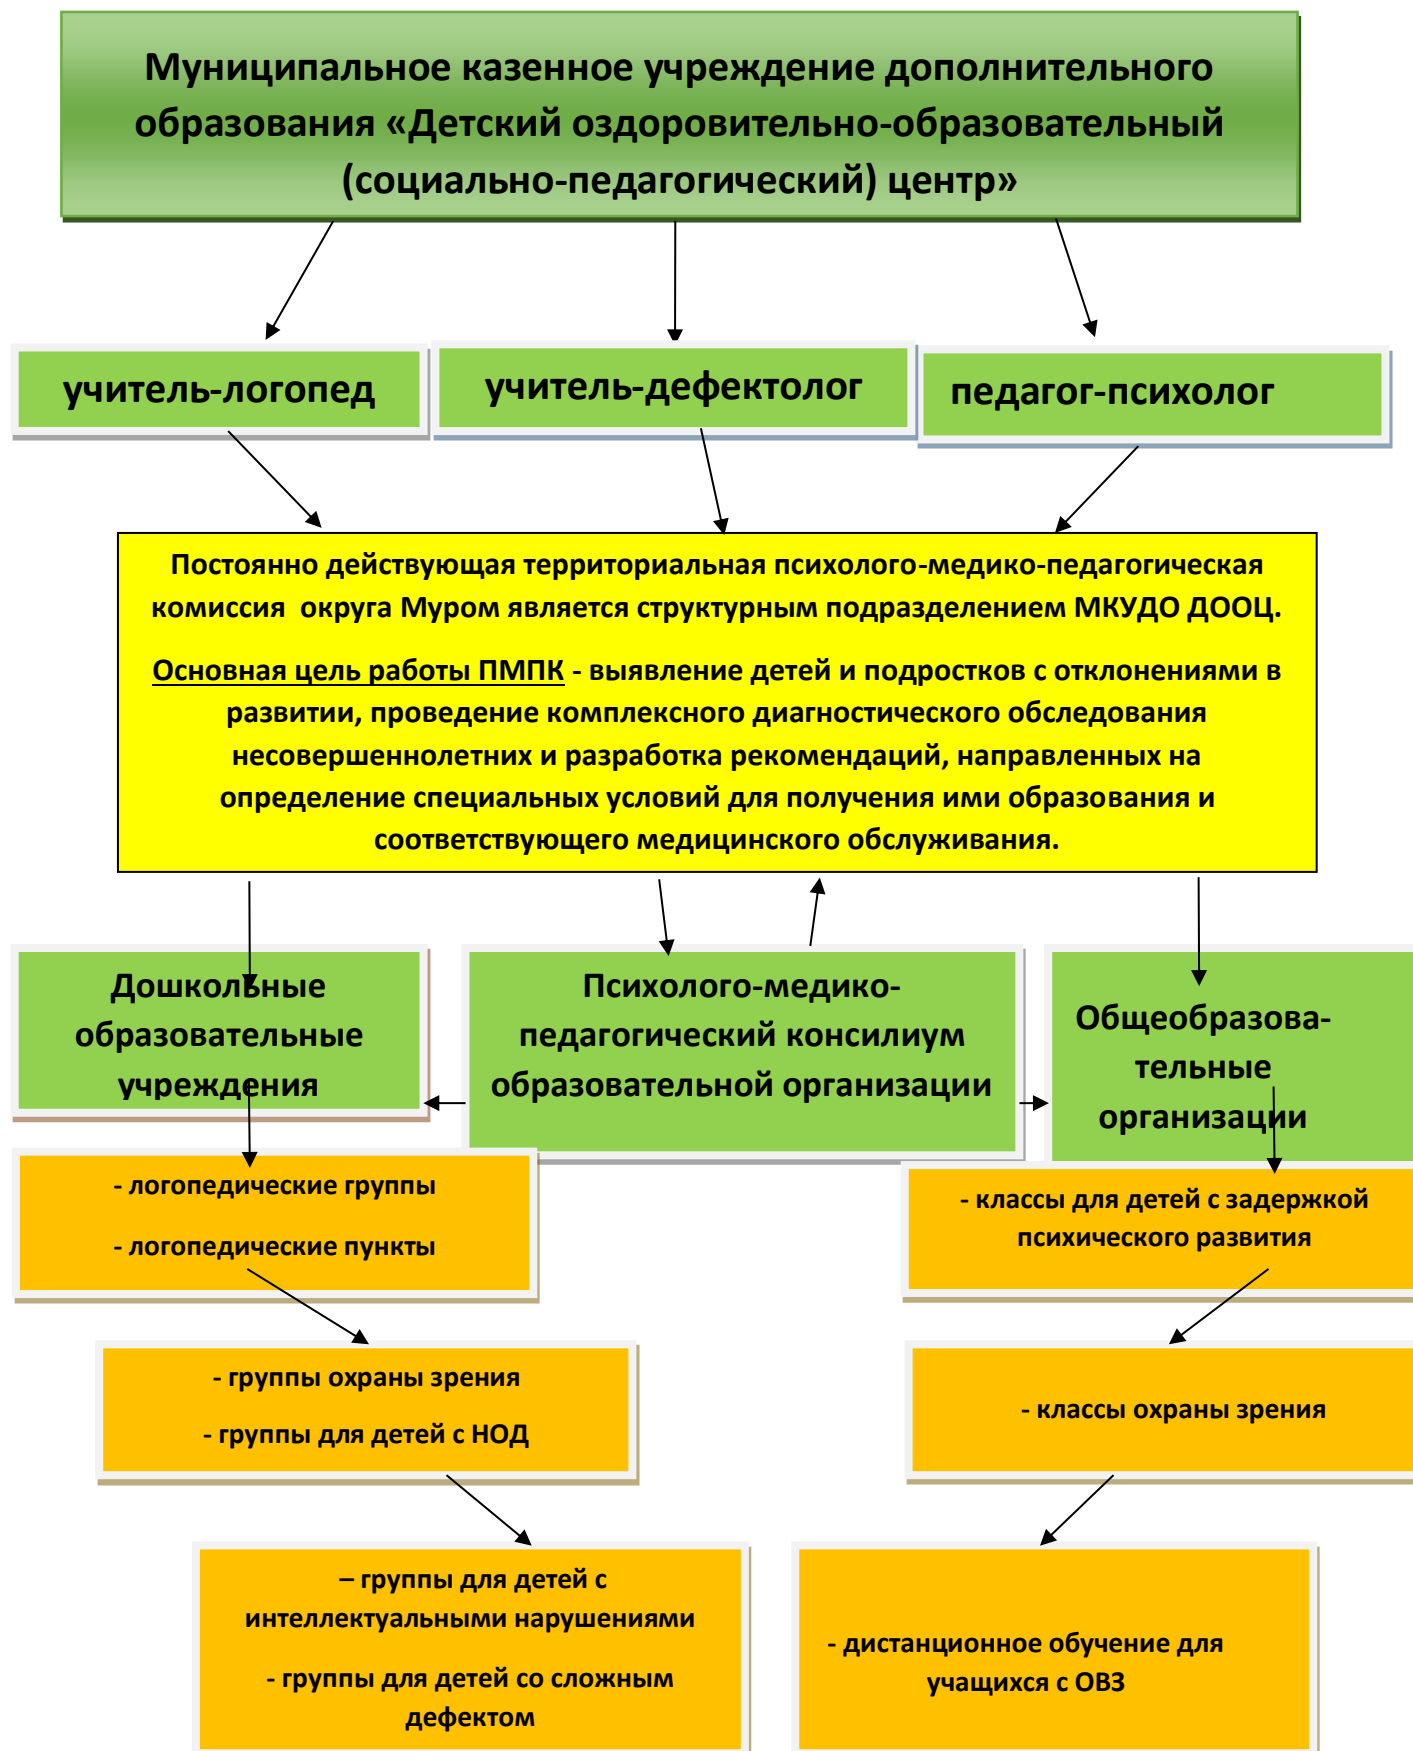 Муниципальное казенное учреждение дополнительного
образования «Детский оздоровительно-образовательный
(социально-педагогический) центр»
учитель-логопед
учитель-дефектолог
педагог-психолог
Постоянно действующая территориальная психолого-медико-педагогическая
комиссия округа Муром является структурным подразделением МКУДО ДООЦ.
Основная цель работы ПМПК - выявление детей и подростков с отклонениями в
развитии, проведение комплексного диагностического обследования
несовершеннолетних и разработка рекомендаций, направленных на
определение специальных условий для получения ими образования и
соответствующего медицинского обслуживания.
Дошкольные
образовательные
учреждения
Психолого-медико-
педагогический консилиум
образовательной организации
Общеобразова-
тельные
организации
- логопедические группы
- логопедические пункты
- классы для детей с задержкой
психического развития
- группы охраны зрения
- группы для детей с НОД
- классы охраны зрения
– группы для детей с
интеллектуальными нарушениями
- группы для детей со сложным
дефектом
- дистанционное обучение для
учащихся с ОВЗ